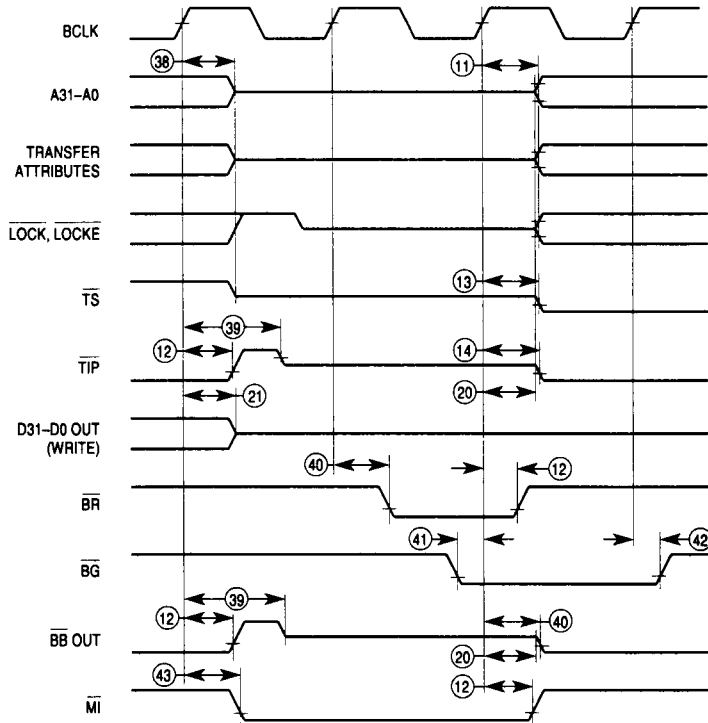 BCLK
38
11
A31–A0
TRANSFER
ATTRIBUTES
LOCK, LOCKE
13
TS
39
12
14
TIP
21
20
D31–D0 OUT
(WRITE)
40
12
BR
41
42
BG
39
12
40
BB OUT
20
43
12
MI